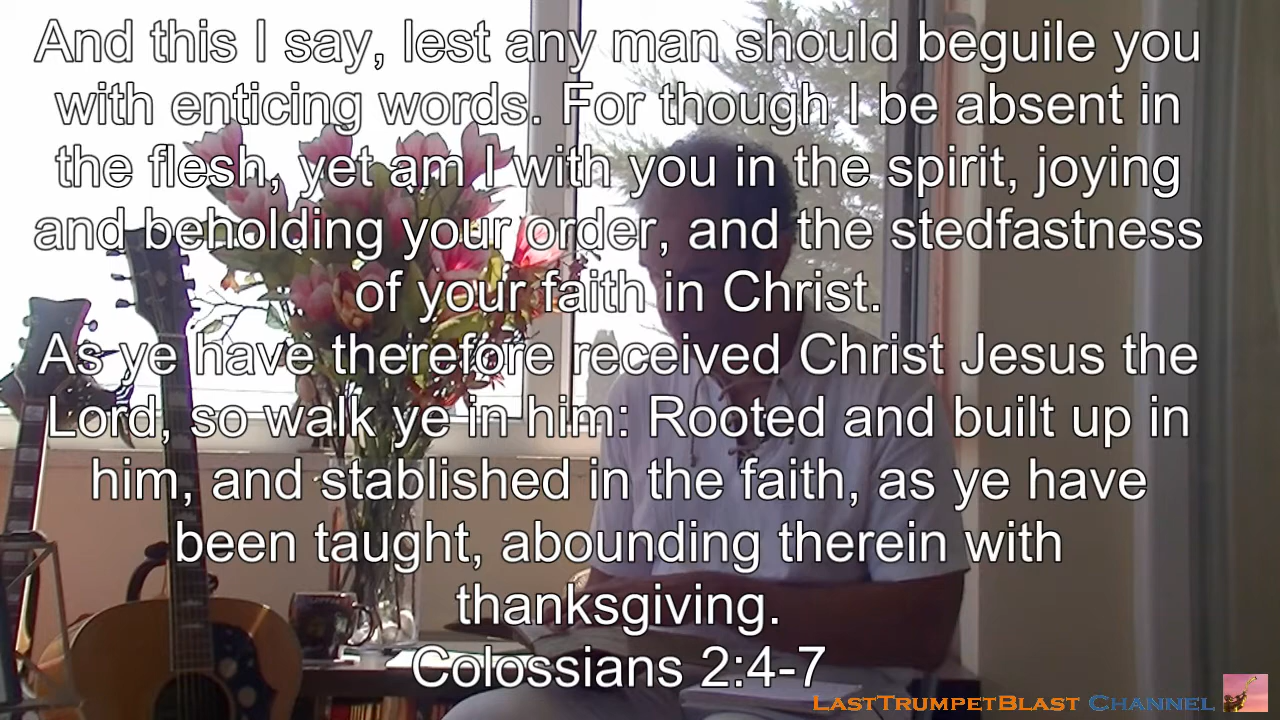 And this I say, lest any man should beguile you
with enticing words. For though I be absent in
the flesh, yet am I with you in the spirit, joying
and beholding your order, and the stedfastness
of your faith in Christ.
As ye have therefore received Christ Jesus the
Lord, so walk ye in him: Rooted and built up in
him, and stablished in the faith, as ye have
been taught, abounding therein with
thanksgiving.
Colossians 2:4-7
LastTrumpetBlast Channel